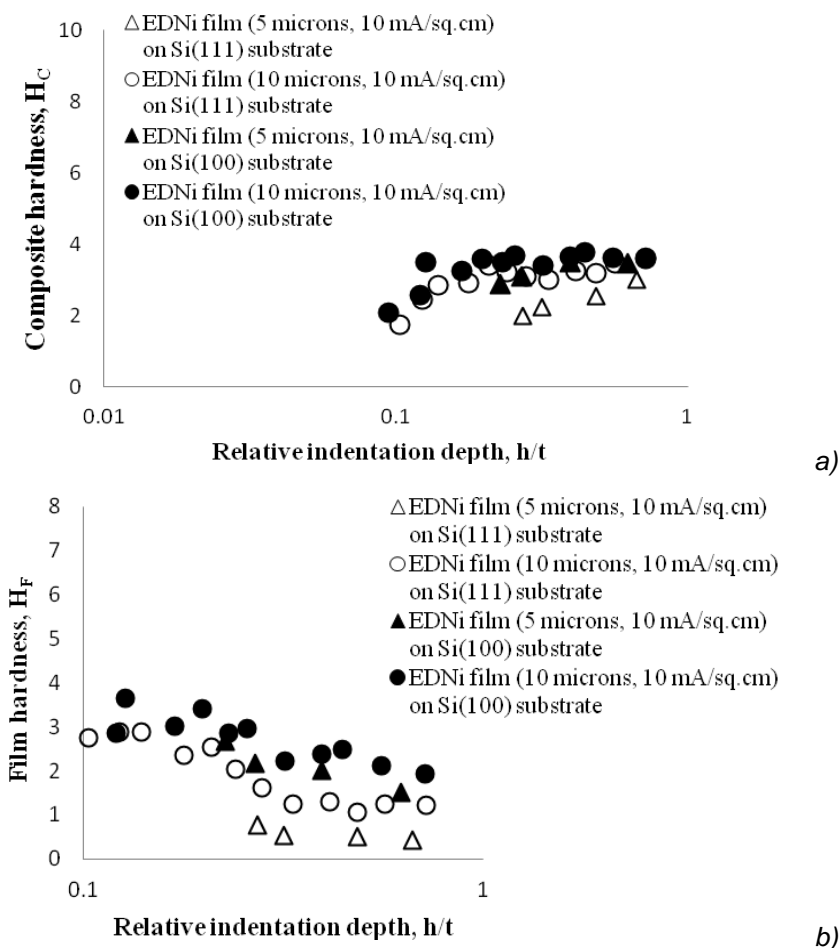 10
8
6
4
2
0
Composite hardness, H_C
△ EDNi film (5 microns, 10 mA/sq.cm)
on Si(111) substrate
○ EDNi film (10 microns, 10 mA/sq.cm)
on Si(111) substrate
▲ EDNi film (5 microns, 10 mA/sq.cm)
on Si(100) substrate
● EDNi film (10 microns, 10 mA/sq.cm)
on Si(100) substrate
0.01 0.1 1
Relative indentation depth, h/t
a)
8
7
6
5
4
3
2
1
0
Film hardness, H_F
△ EDNi film (5 microns, 10 mA/sq.cm)
on Si(111) substrate
○ EDNi film (10 microns, 10 mA/sq.cm)
on Si(111) substrate
▲ EDNi film (5 microns, 10 mA/sq.cm)
on Si(100) substrate
● EDNi film (10 microns, 10 mA/sq.cm)
on Si(100) substrate
0.1 1
Relative indentation depth, h/t
b)